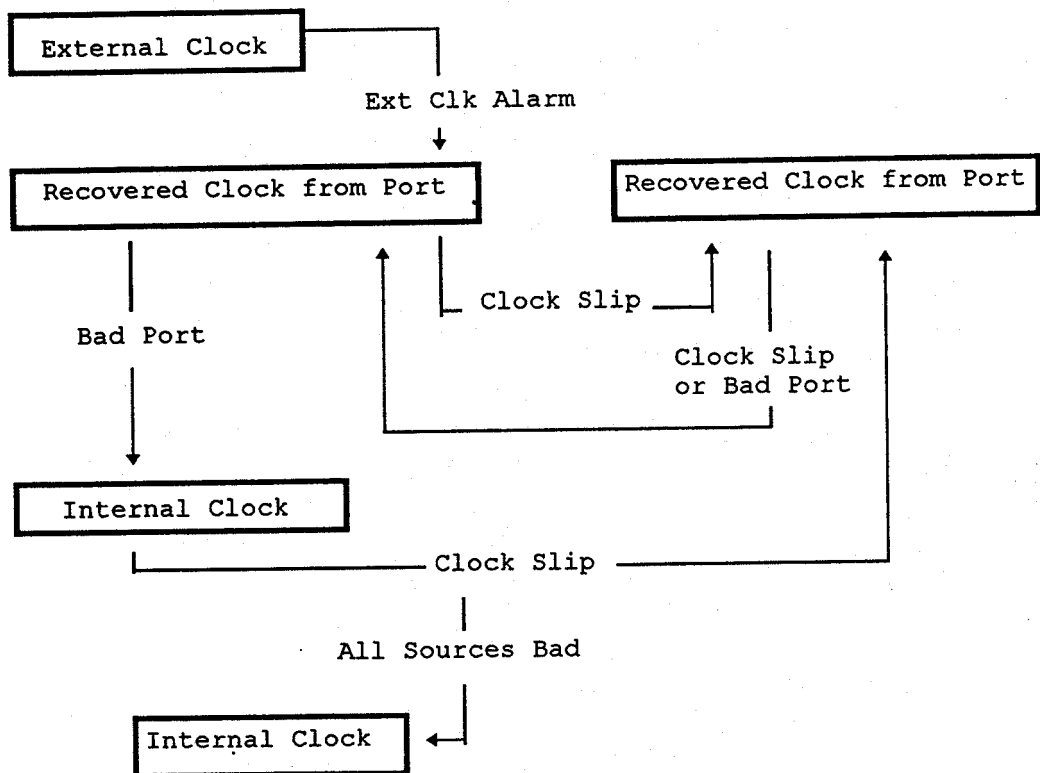 External Clock
Ext Clk Alarm
Recovered Clock from Port
Recovered Clock from Port
Clock Slip
Bad Port
Clock Slip
or Bad Port
Internal Clock
Clock Slip
All Sources Bad
Internal Clock